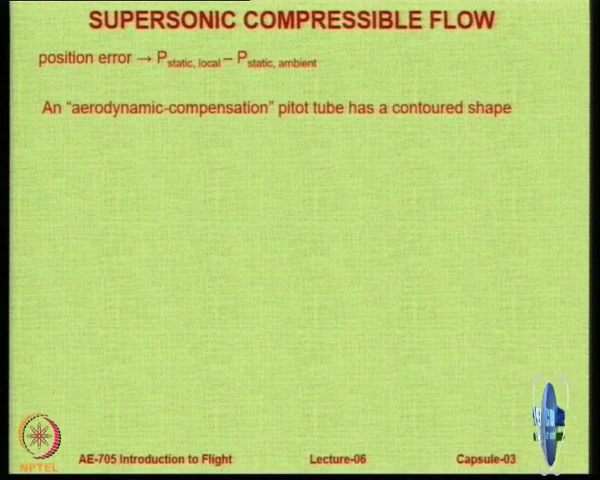 SUPERSONIC COMPRESSIBLE FLOW
position error → P static, local – P static, ambient
An “aerodynamic-compensation” pitot tube has a contoured shape
NPTEL
AE-705 Introduction to Flight Lecture-06 Capsule-03